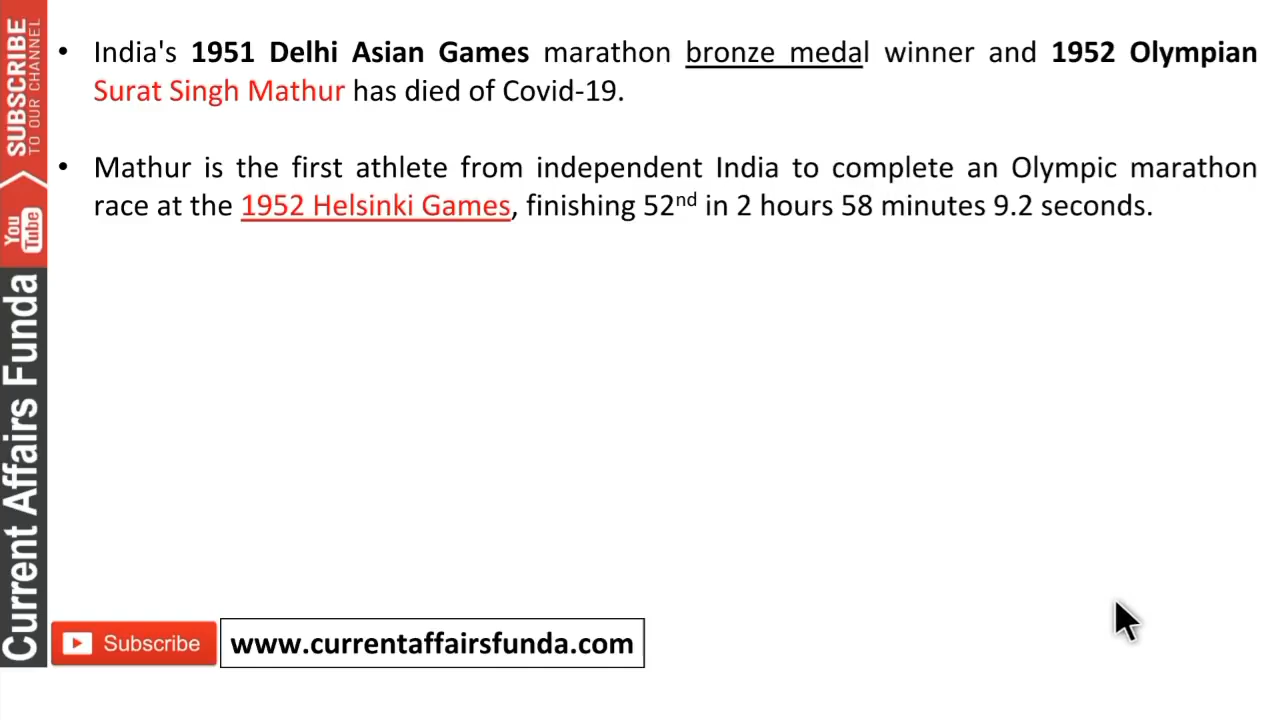 • India's 1951 Delhi Asian Games marathon bronze medal winner and 1952 Olympian
Surat Singh Mathur has died of Covid-19.
• Mathur is the first athlete from independent India to complete an Olympic marathon
race at the 1952 Helsinki Games, finishing 52nd in 2 hours 58 minutes 9.2 seconds.
SUBSCRIBE
TO OUR CHANNEL
You
Tube
Current Affairs Funda
Subscribe
www.currentaffairsfunda.com